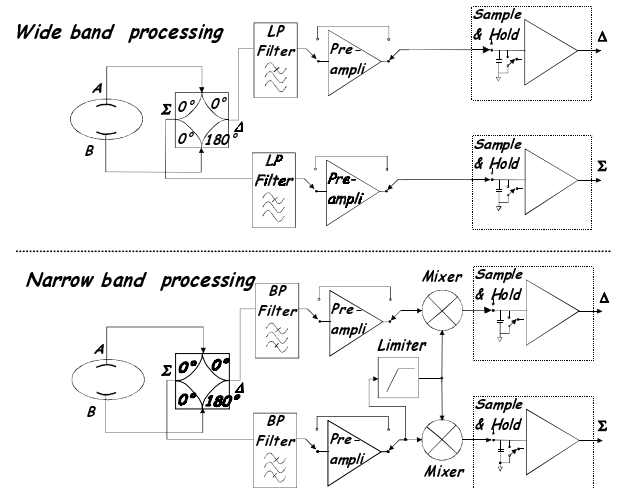 Wide band processing
LP
Filter
Pre-
ampli
Sample
& Hold
Δ
A
B
Σ
0° 0°
0° 180°
Δ
LP
Filter
Pre-
ampli
Sample
& Hold
Σ
Narrow band processing
BP
Filter
Pre-
ampli
Mixer
Sample
& Hold
Δ
Limiter
A
B
Σ
0° 0°
0° 180°
Δ
BP
Filter
Pre-
ampli
Mixer
Sample
& Hold
Σ